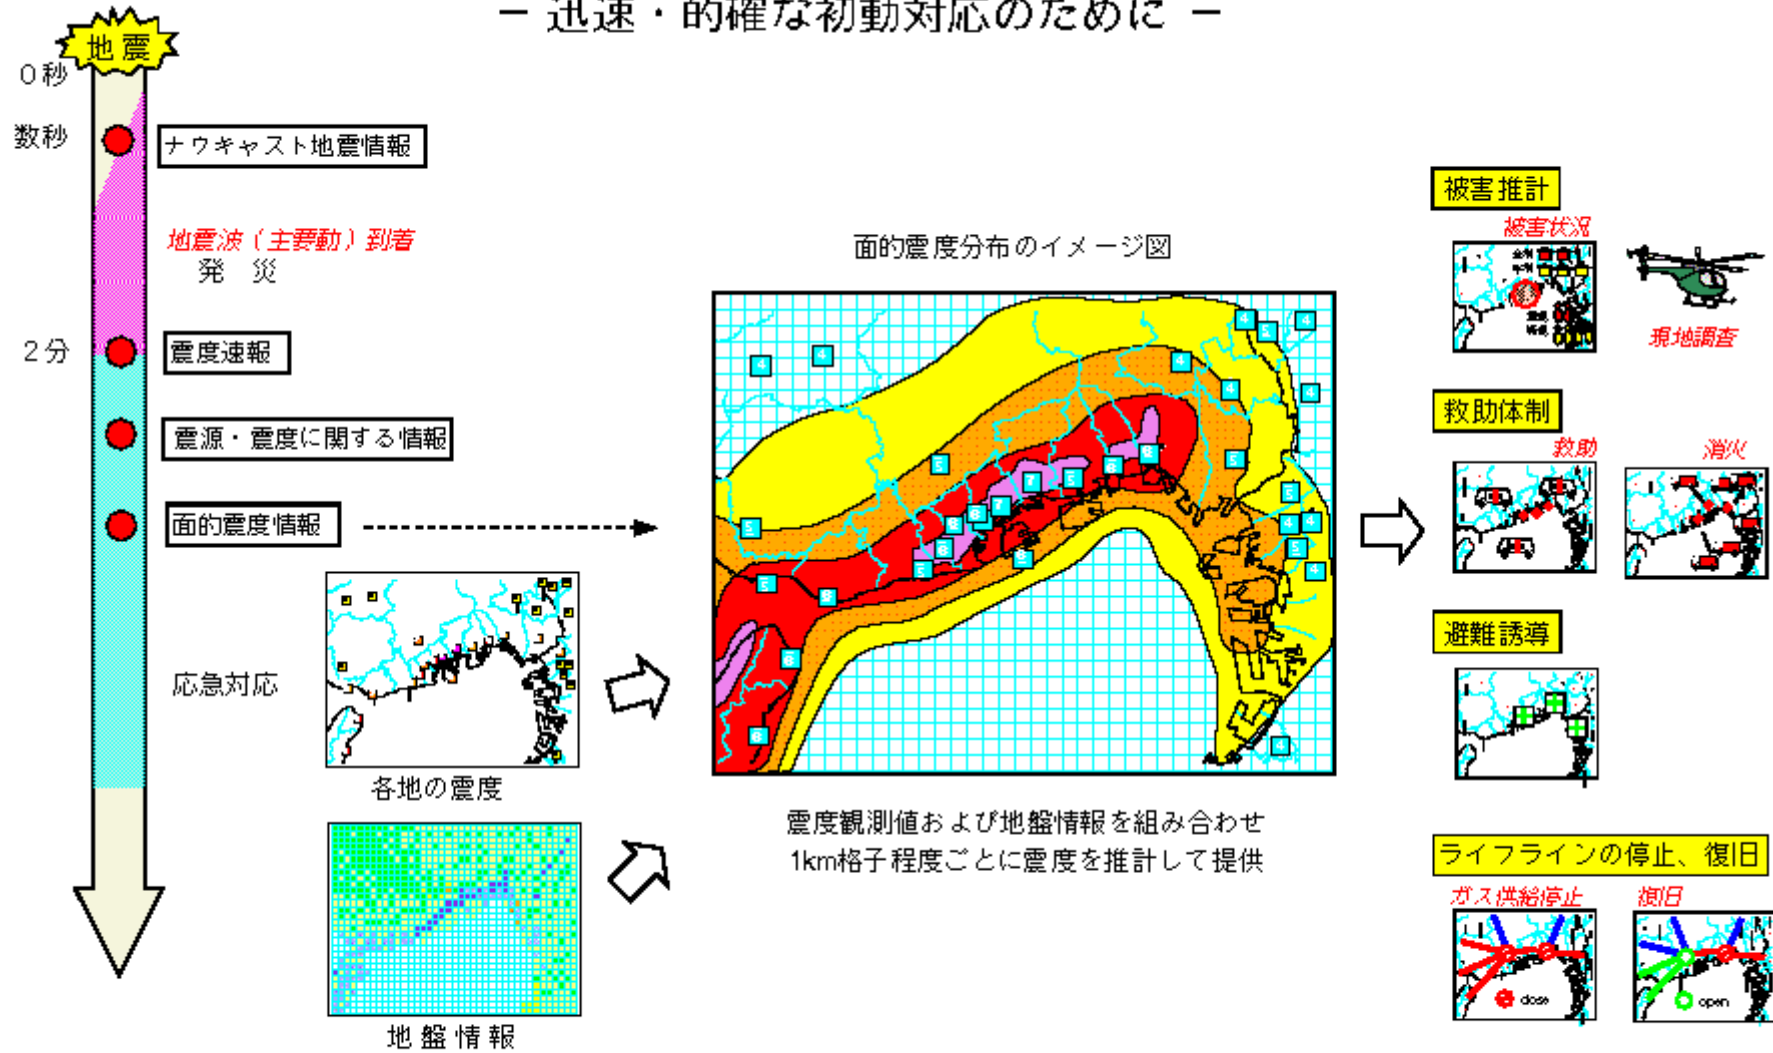 － 迅速・的確な初動対応のために －
地震
0秒
数秒
ナウキャスト地震情報
地震波（主要動）到着
発　災
2分
震度速報
震源・震度に関する情報
面的震度情報
応急対応
各地の震度
地盤情報
面的震度分布のイメージ図
震度観測値および地盤情報を組み合わせ
1km格子程度ごとに震度を推計して提供
被害推計
被害状況
現地調査
救助体制
救助
消火
避難誘導
ライフラインの停止、復旧
ガス供給停止
復旧
close
open